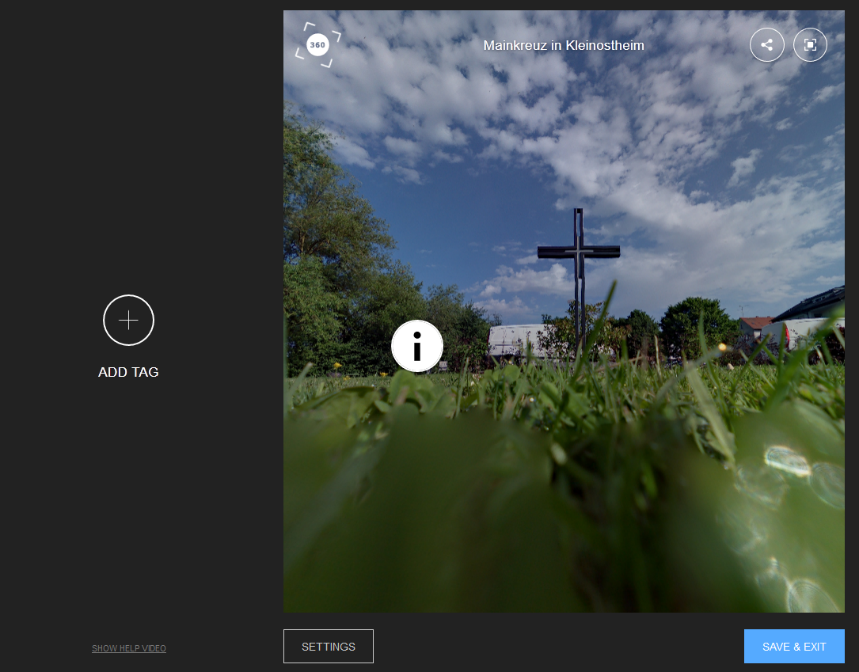 360
Mainkreuz in Kleinostheim
i
ADD TAG
SHOW HELP VIDEO
SETTINGS
SAVE & EXIT